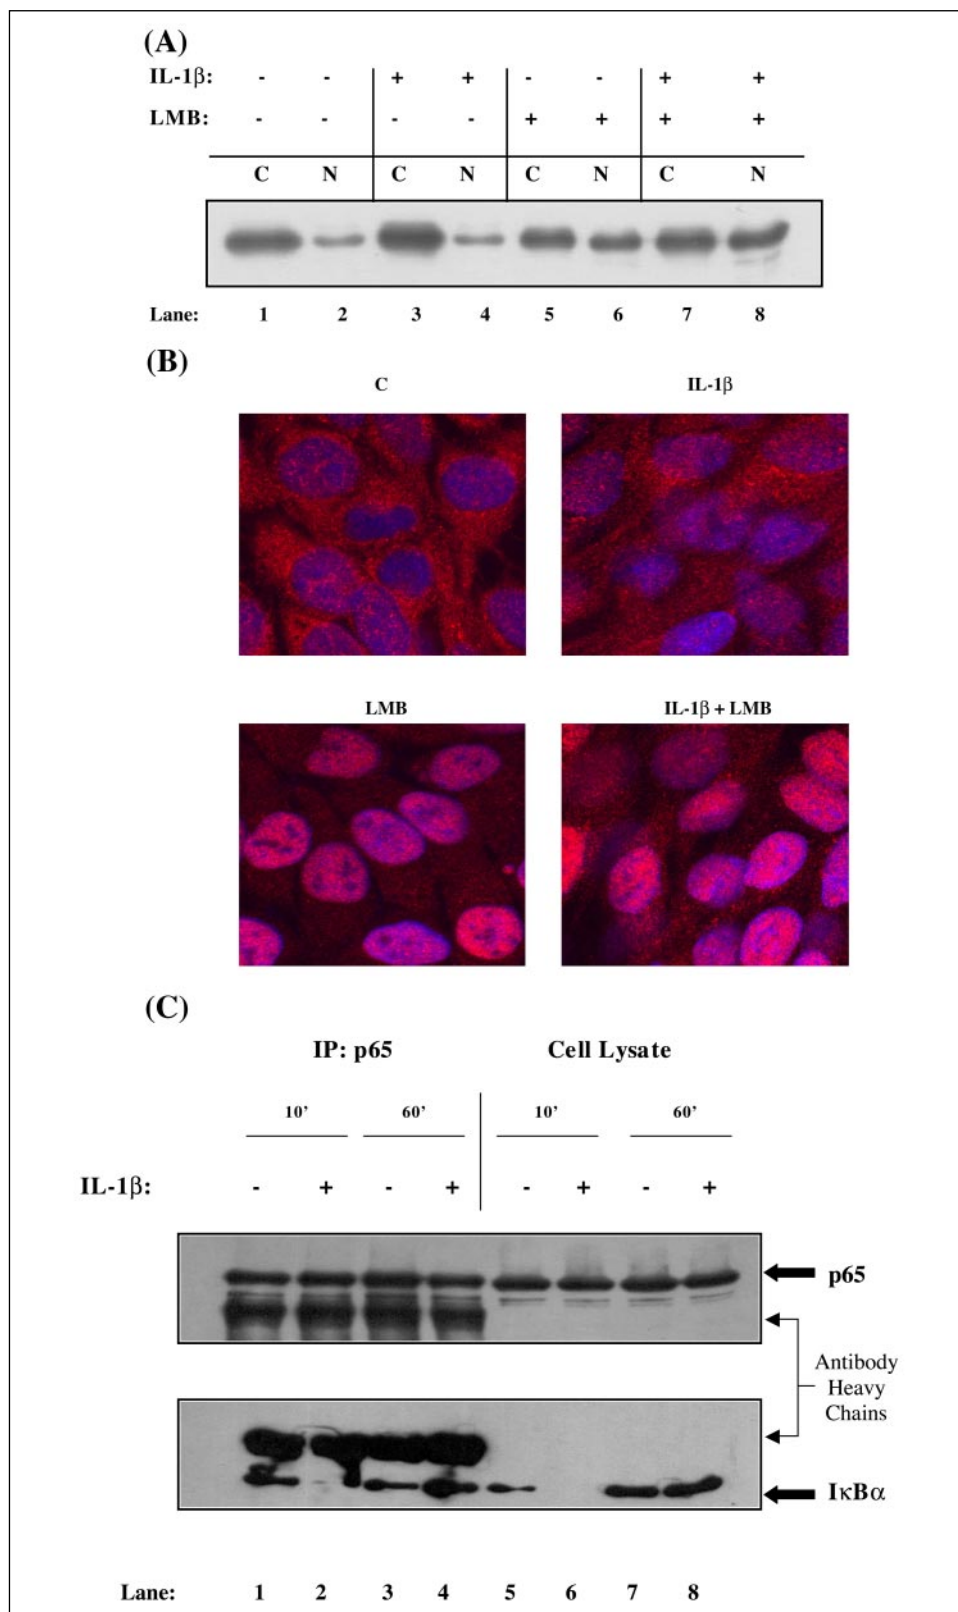 (A)
IL-1β: - - + + - - + +
LMB: - - - - + + + +
C N C N C N C N
Lane: 1 2 3 4 5 6 7 8
(B)
C IL-1β
LMB IL-1β + LMB
(C)
IP: p65 Cell Lysate
10' 60' 10' 60'
IL-1β: - + - + - + - +
p65
Antibody
Heavy
Chains
IκBα
Lane: 1 2 3 4 5 6 7 8